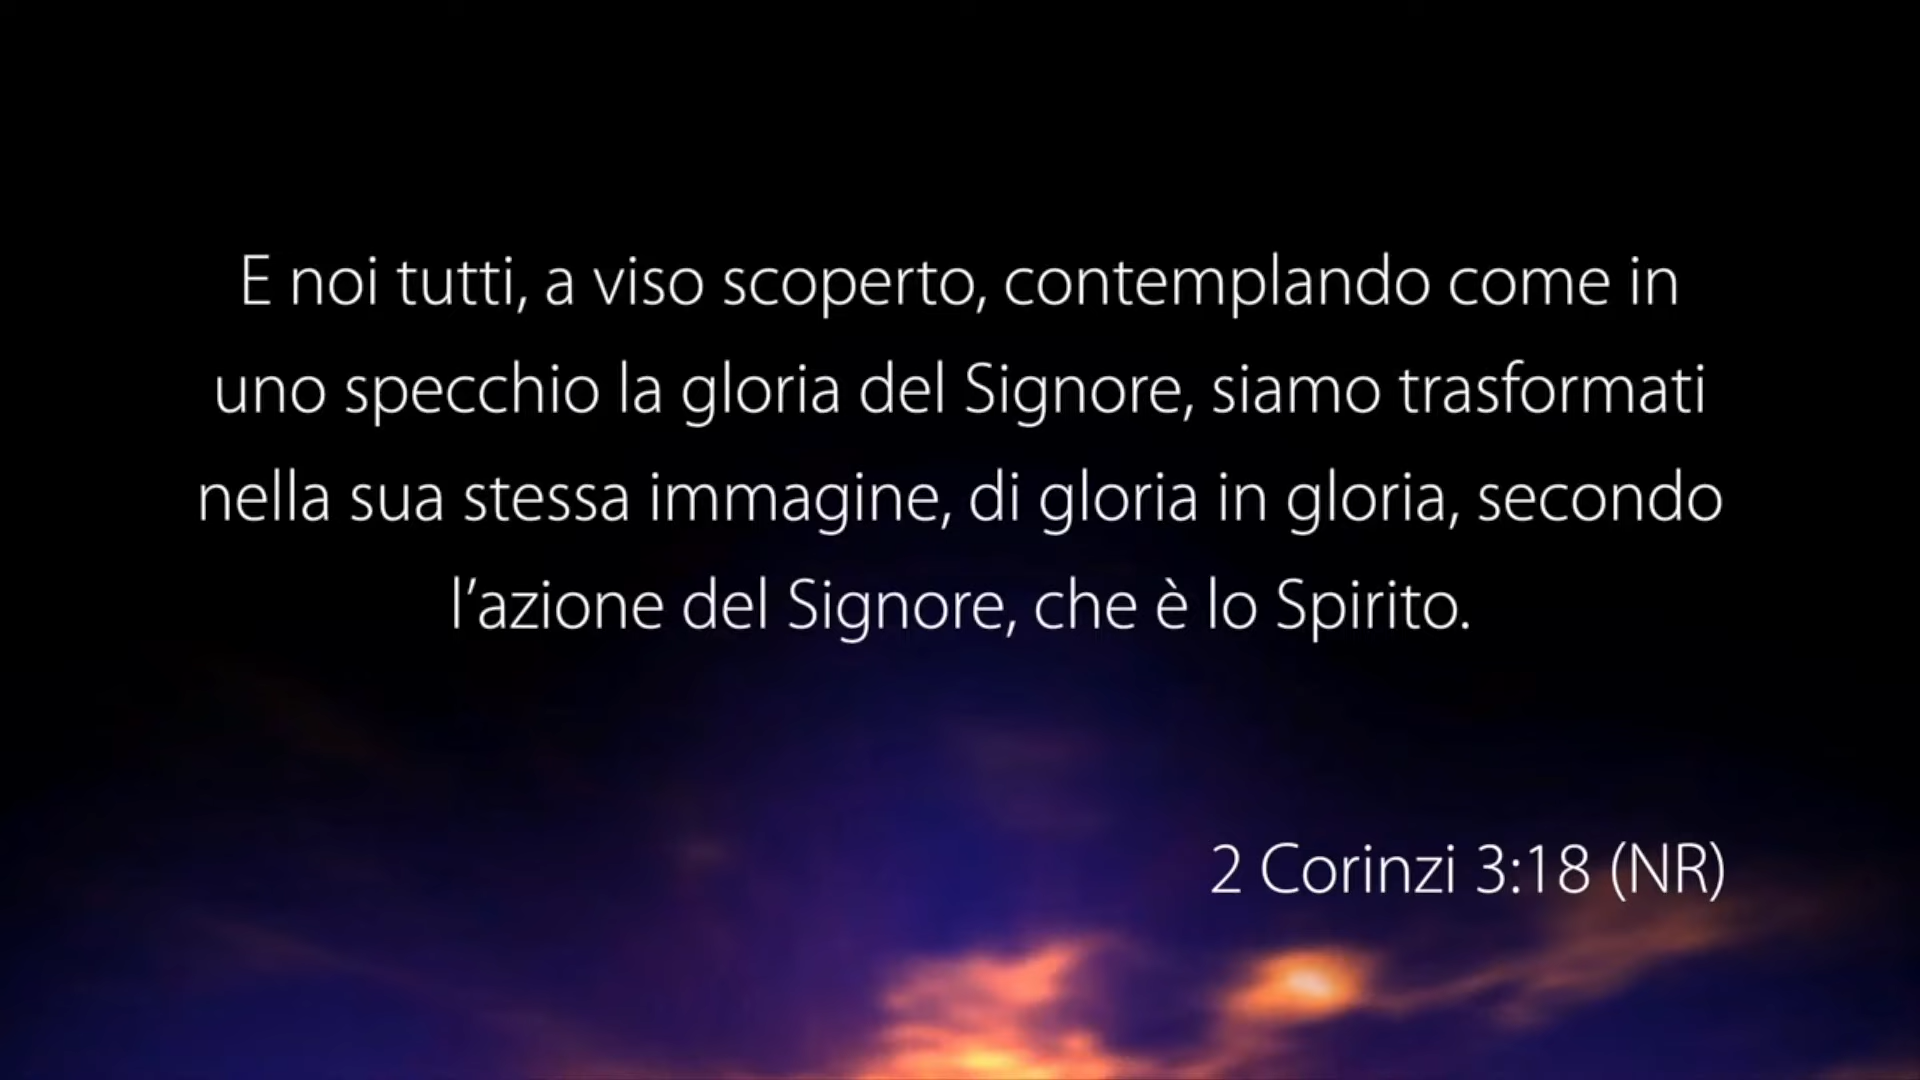 E noi tutti, a viso scoperto, contemplando come in
uno specchio la gloria del Signore, siamo trasformati
nella sua stessa immagine, di gloria in gloria, secondo
l’azione del Signore, che è lo Spirito.
2 Corinzi 3:18 (NR)